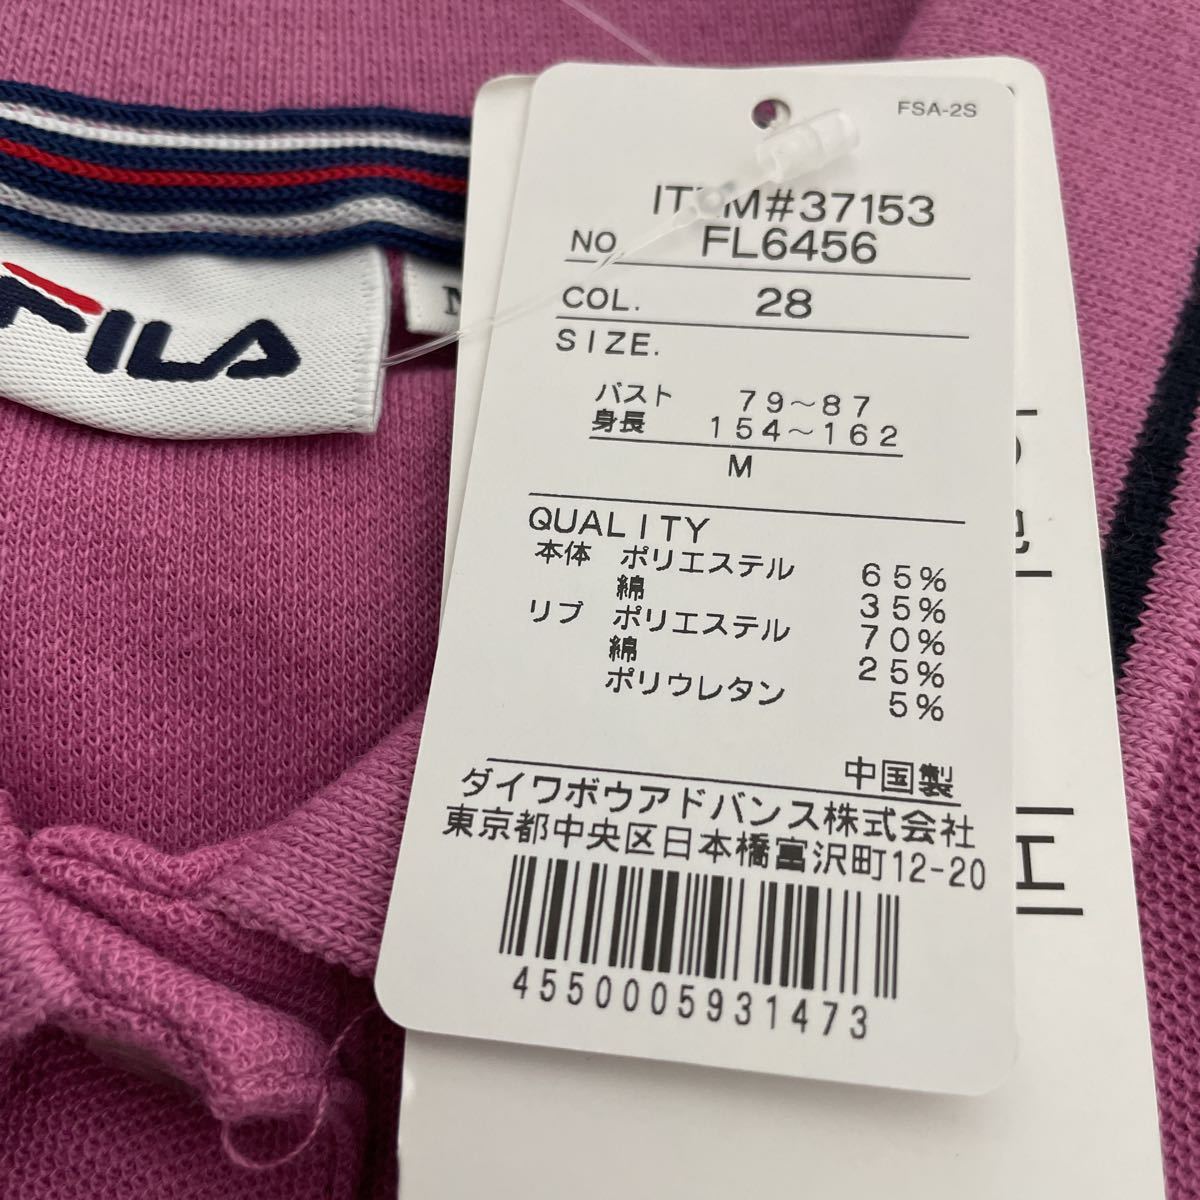 FILA
FSA-2S
ITEM#37153
NO. FL6456
COL. 28
SIZE.
バスト 79~87
身長 154~162
M
QUALITY
本体 ポリエステル 65%
綿 35%
リブ ポリエステル 70%
綿 25%
ポリウレタン 5%
中国製
ダイワボウアドバンス株式会社
東京都中央区日本橋富沢町12-20
4550005931473